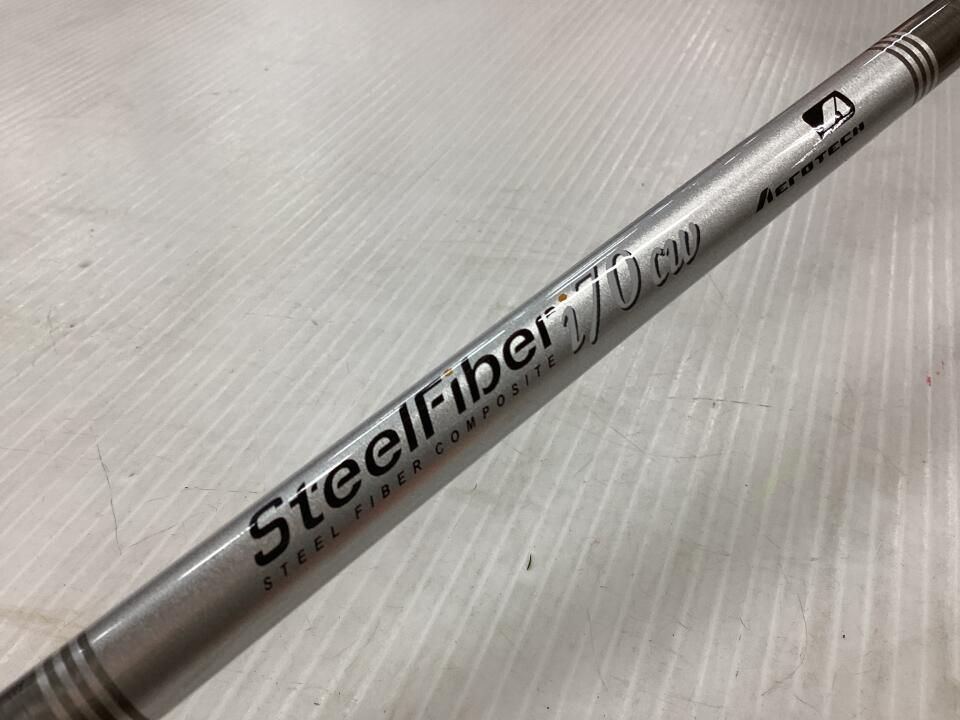 SteelFiber i70 cw
STEEL FIBER COMPOSITE
AEROTECH